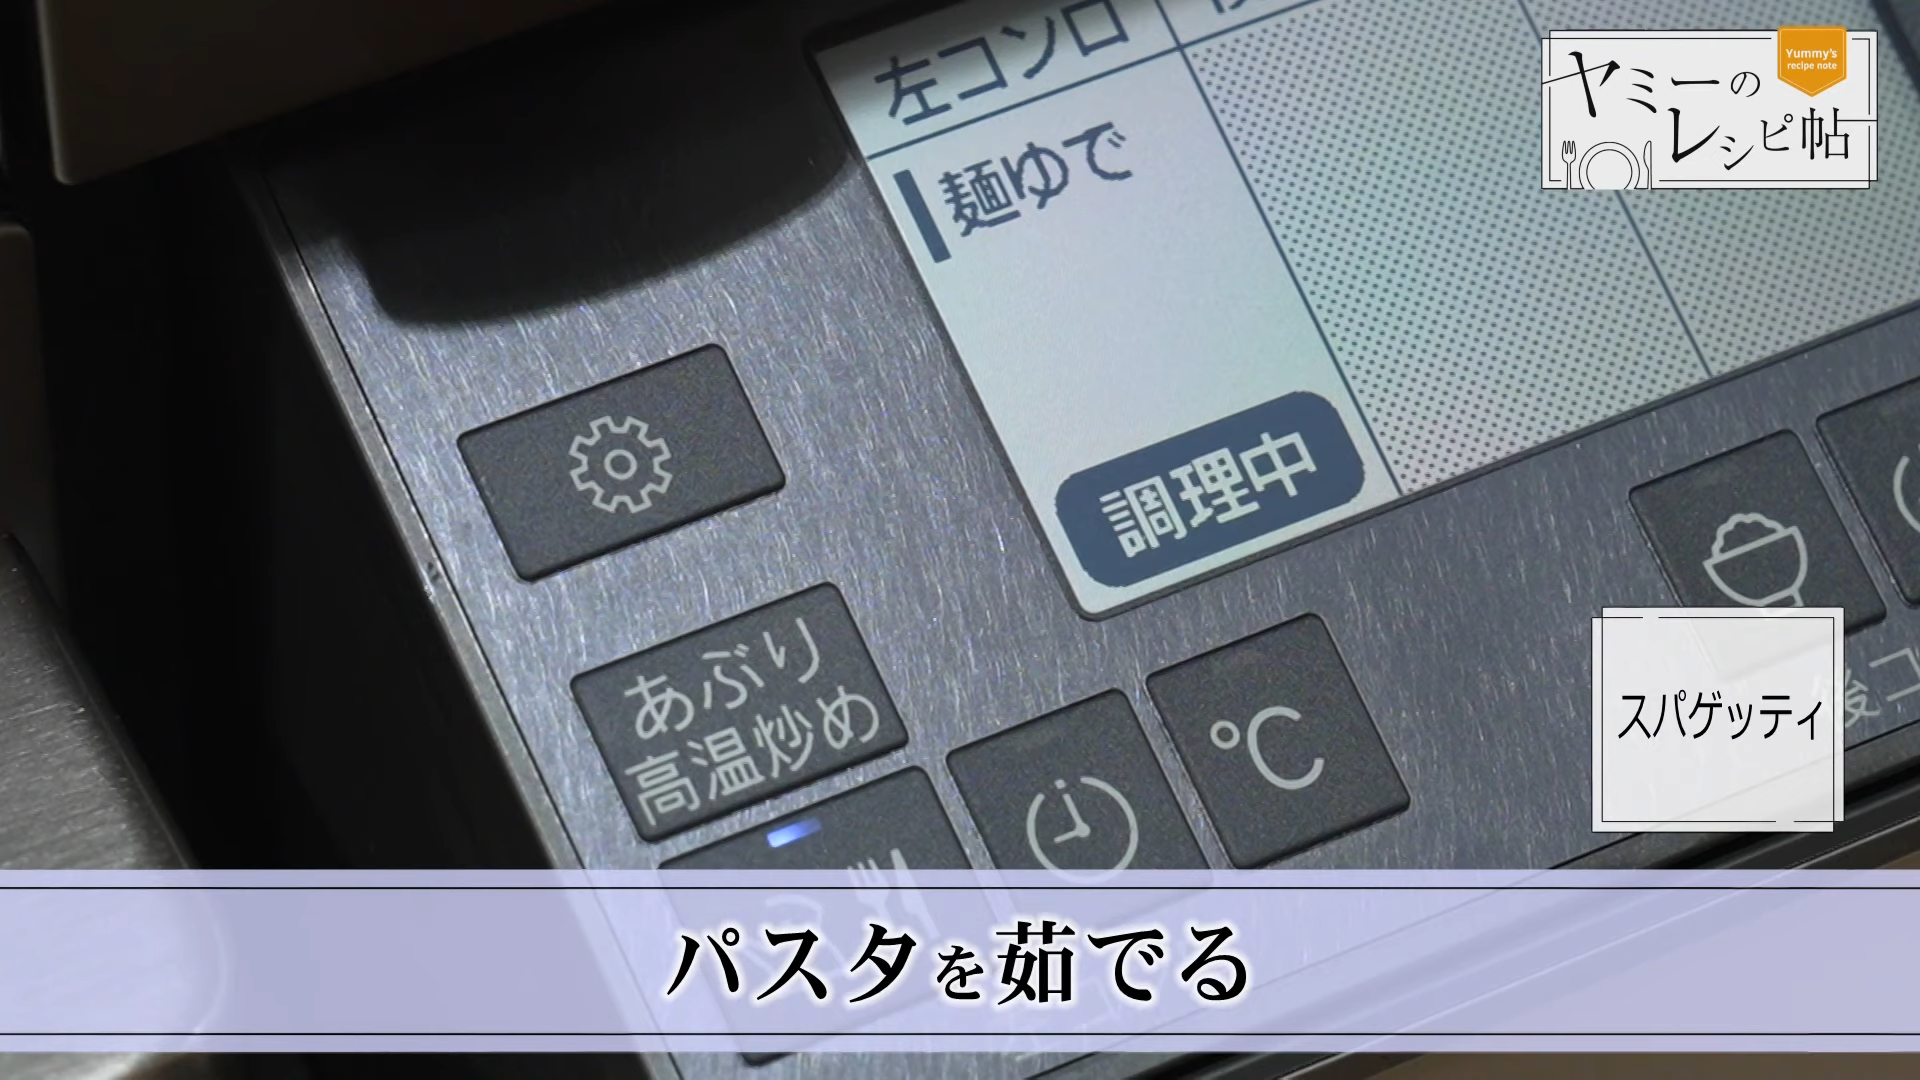 左コンロ
麺ゆで
調理中
Yummy's
recipe note
ヤミーの
レシピ帖
あぶり
高温炒め
℃
スパゲッティ
後コ
パスタを茹でる